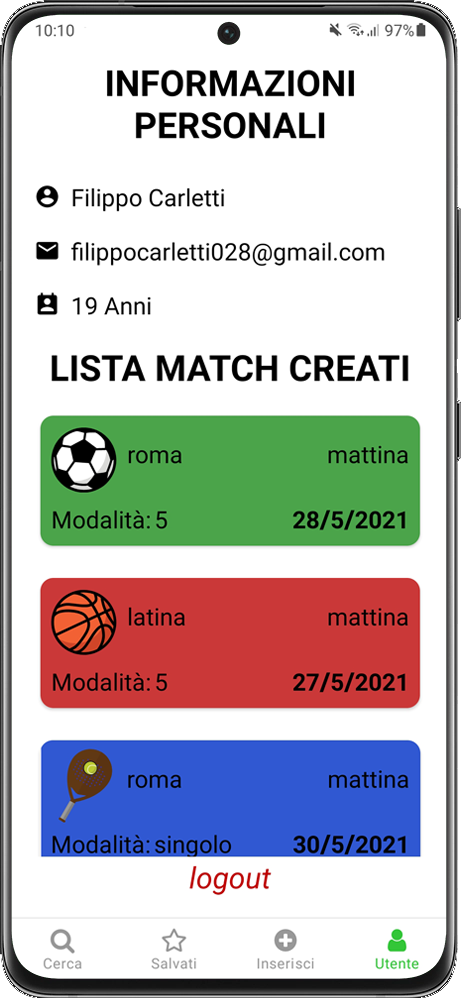 10:10 97%
INFORMAZIONI
PERSONALI
Filippo Carletti
filippocarletti028@gmail.com
19 Anni
LISTA MATCH CREATI
roma mattina
Modalità: 5 28/5/2021
latina mattina
Modalità: 5 27/5/2021
roma mattina
Modalità: singolo 30/5/2021
logout
Cerca Salvati Inserisci Utente